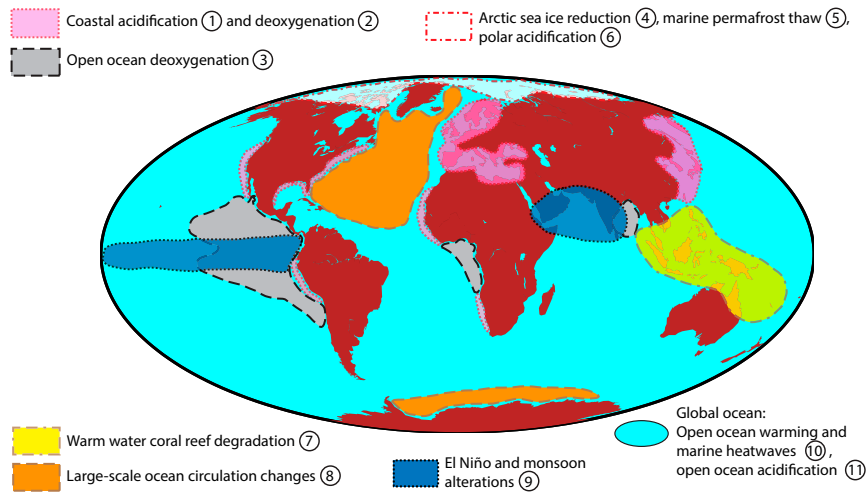 Coastal acidification ① and deoxygenation ②
Open ocean deoxygenation ③
Arctic sea ice reduction ④, marine permafrost thaw ⑤,
polar acidification ⑥
Warm water coral reef degradation ⑦
Large-scale ocean circulation changes ⑧
El Niño and monsoon
alterations ⑨
Global ocean:
Open ocean warming and
marine heatwaves ⑩ ,
open ocean acidification ⑪